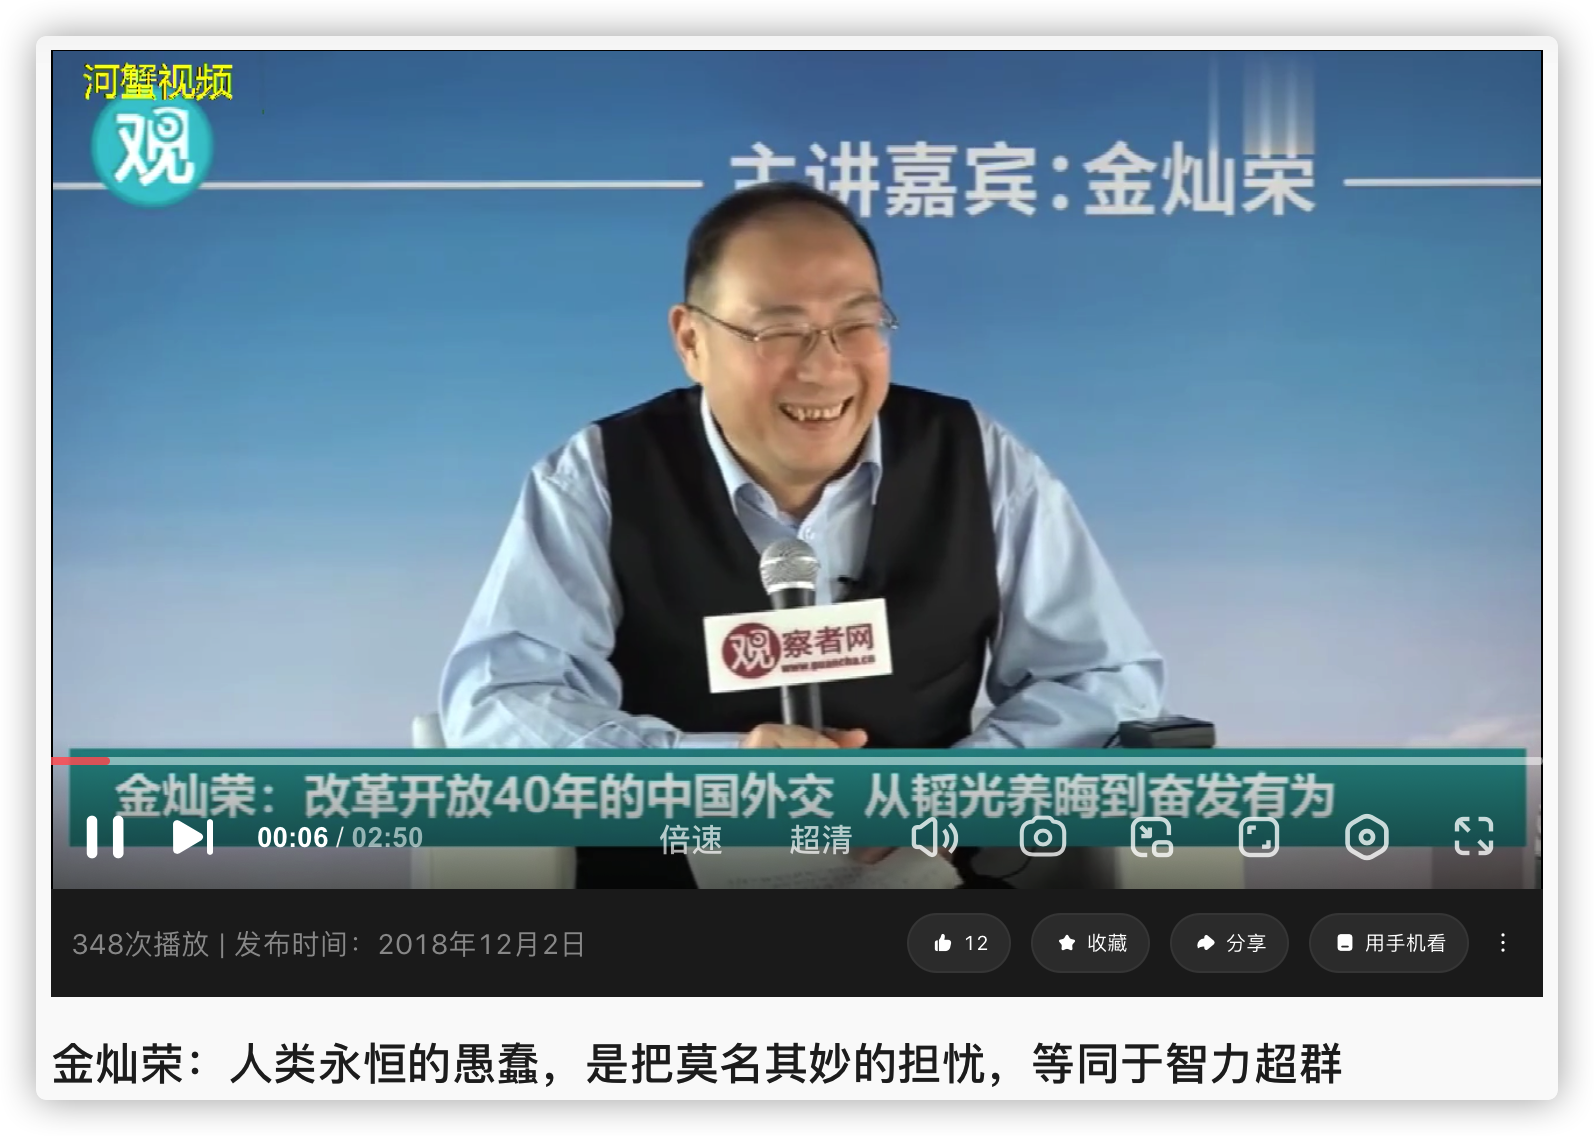 河蟹视频
观
主讲嘉宾：金灿荣
观察者网
www.guancha.cn
金灿荣：改革开放40年的中国外交 从韬光养晦到奋发有为
00:06 / 02:50 倍速 超清
348次播放 | 发布时间：2018年12月2日 12 收藏 分享 用手机看
金灿荣：人类永恒的愚蠢，是把莫名其妙的担忧，等同于智力超群